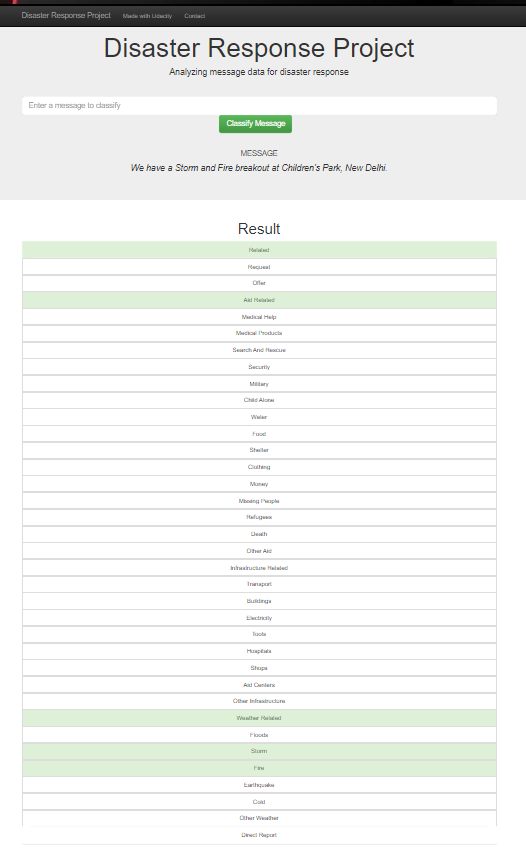 Disaster Response Project Made with Udacity Contact
Disaster Response Project
Analyzing message data for disaster response
Enter a message to classify
Classify Message
MESSAGE
We have a Storm and Fire breakout at Children's Park, New Delhi.
Result
Related
Request
Offer
Aid Related
Medical Help
Medical Products
Search And Rescue
Security
Military
Child Alone
Water
Food
Shelter
Clothing
Money
Missing People
Refugees
Death
Other Aid
Infrastructure Related
Transport
Buildings
Electricity
Tools
Hospitals
Shops
Aid Centers
Other Infrastructure
Weather Related
Floods
Storm
Fire
Earthquake
Cold
Other Weather
Direct Report